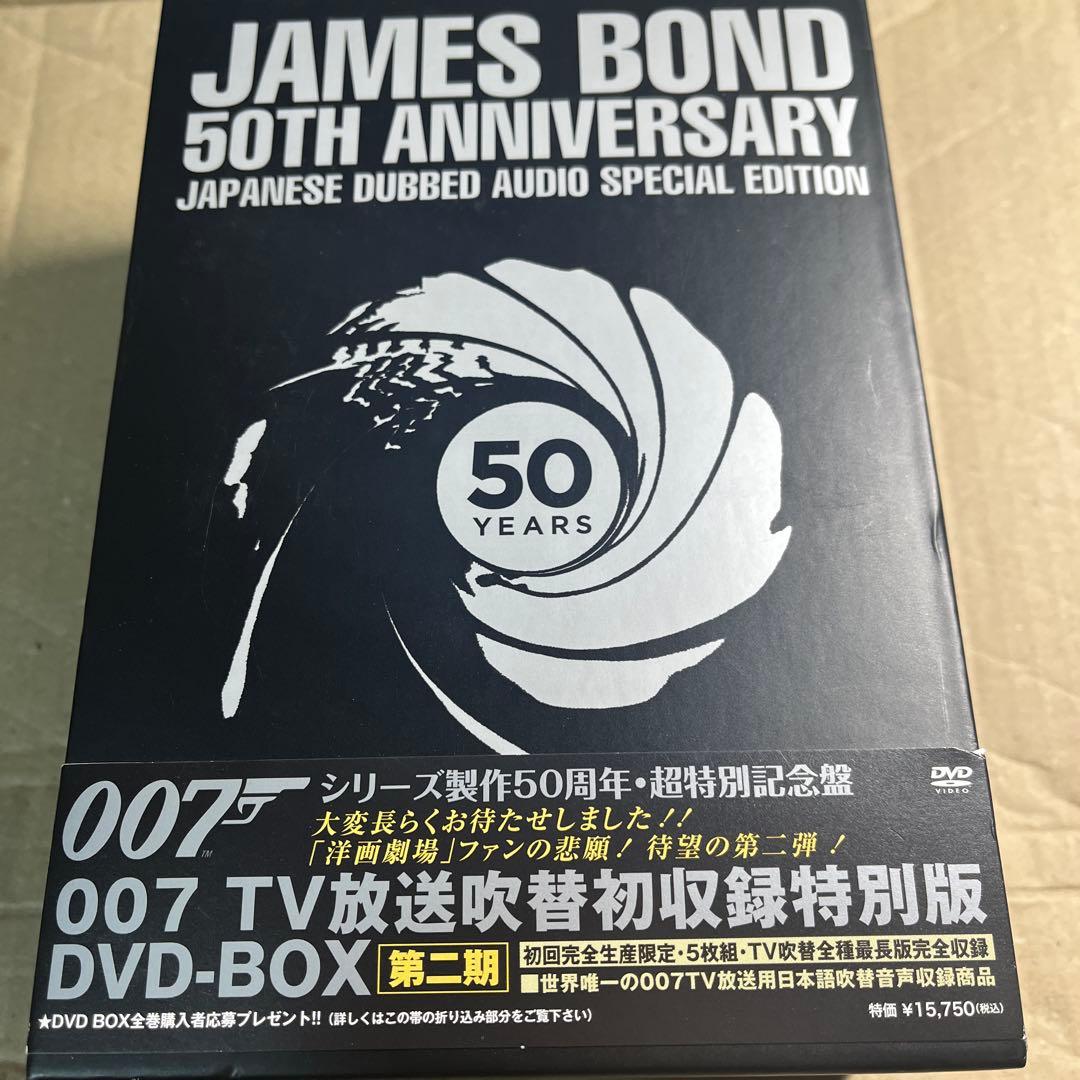 JAMES BOND
50TH ANNIVERSARY
JAPANESE DUBBED AUDIO SPECIAL EDITION
50
YEARS
007
TM
シリーズ製作50周年・超特別記念盤
DVD
VIDEO
大変長らくお待たせしました!!
「洋画劇場」ファンの悲願! 待望の第二弾!
007 TV放送吹替初収録特別版
DVD-BOX 第二期
初回完全生産限定・5枚組・TV吹替全種最長版完全収録
■世界唯一の007TV放送用日本語吹替音声収録商品
★DVD BOX全巻購入者応募プレゼント!! (詳しくはこの帯の折り込み部分をご覧下さい)
特価 ¥15,750(税込)